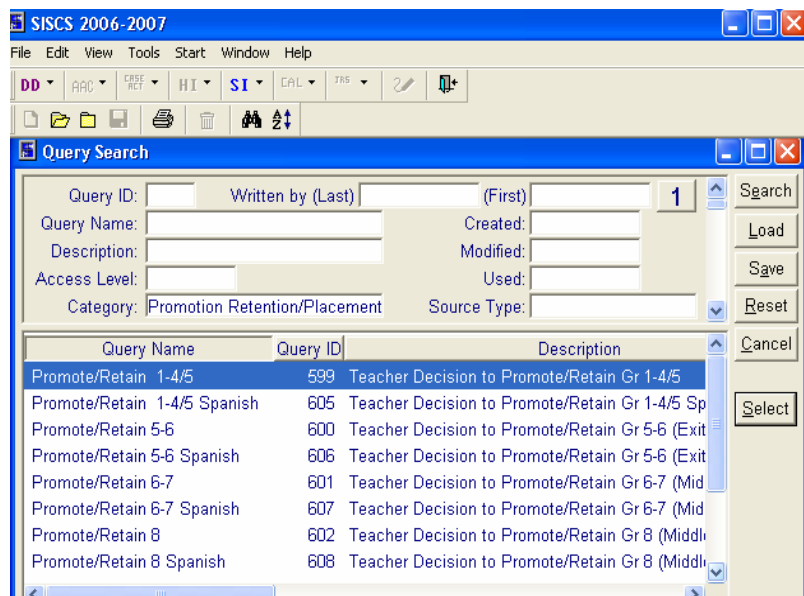 SISCS 2006-2007
File Edit View Tools Start Window Help
DD AAC CASE ACT HI SI CAL TRS
Query Search
Query ID: Written by (Last) (First) 1 Search
Query Name: Created: Load
Description: Modified: Save
Access Level: Used: Reset
Category: Promotion Retention/Placement Source Type: Cancel
Query Name Query ID Description Select
Promote/Retain 1-4/5 599 Teacher Decision to Promote/Retain Gr 1-4/5
Promote/Retain 1-4/5 Spanish 605 Teacher Decision to Promote/Retain Gr 1-4/5 Sp
Promote/Retain 5-6 600 Teacher Decision to Promote/Retain Gr 5-6 (Exit
Promote/Retain 5-6 Spanish 606 Teacher Decision to Promote/Retain Gr 5-6 (Exit
Promote/Retain 6-7 601 Teacher Decision to Promote/Retain Gr 6-7 (Mid
Promote/Retain 6-7 Spanish 607 Teacher Decision to Promote/Retain Gr 6-7 (Mid
Promote/Retain 8 602 Teacher Decision to Promote/Retain Gr 8 (Middl
Promote/Retain 8 Spanish 608 Teacher Decision to Promote/Retain Gr 8 (Middl